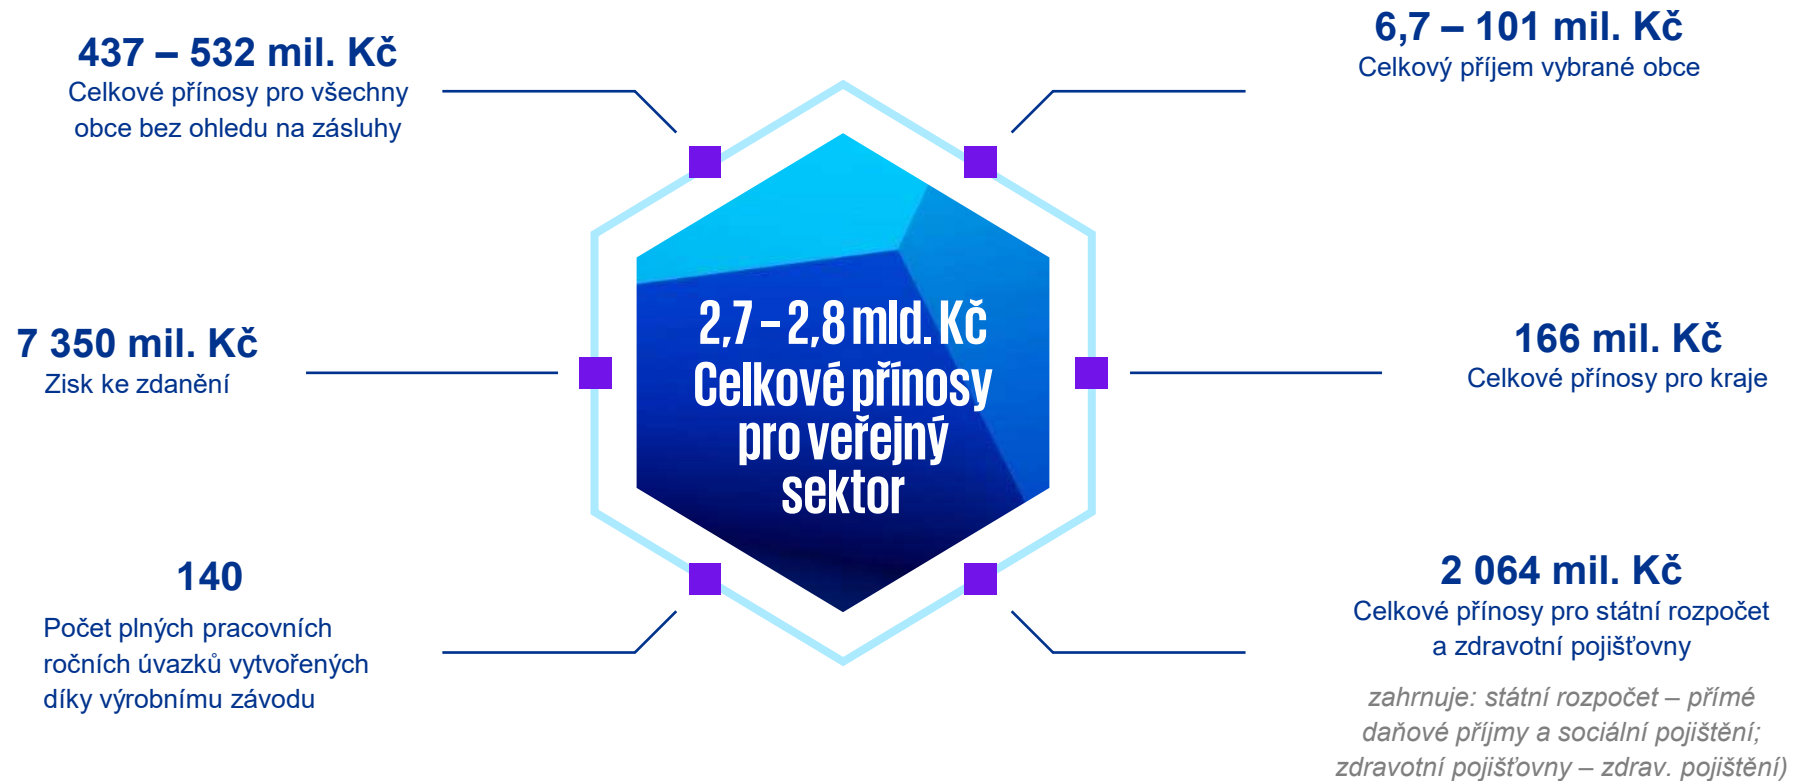 437 – 532 mil. Kč
Celkové přínosy pro všechny
obce bez ohledu na zásluhy
6,7 – 101 mil. Kč
Celkový příjem vybrané obce
7 350 mil. Kč
Zisk ke zdanění
2,7 – 2,8 mld. Kč
Celkové přínosy
pro veřejný
sektor
166 mil. Kč
Celkové přínosy pro kraje
140
Počet plných pracovních
ročních úvazků vytvořených
díky výrobnímu závodu
2 064 mil. Kč
Celkové přínosy pro státní rozpočet
a zdravotní pojišťovny
zahrnuje: státní rozpočet – přímé
daňové příjmy a sociální pojištění;
zdravotní pojišťovny – zdrav. pojištění)